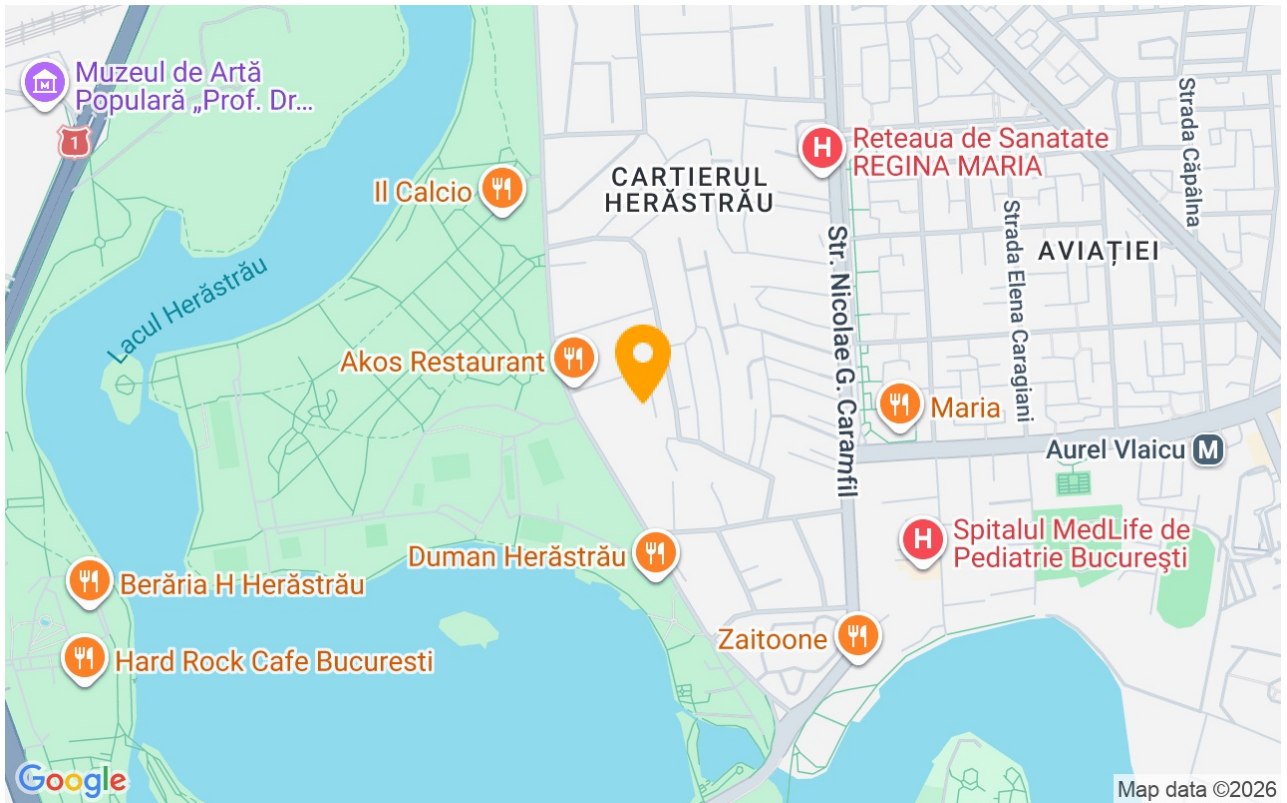 Muzeul de Artă
Populară „Prof. Dr...
1
Il Calcio
CARTIERUL
HERĂSTRĂU
H
Reteaua de Sanatate
REGINA MARIA
Strada Căpâlna
Strada Elena Caragiani
AVIAȚIEI
Str. Nicolae G. Caramfil
Lacul Herăstrău
Akos Restaurant
Maria
Aurel Vlaicu M
Duman Herăstrău
H
Spitalul MedLife de
Pediatrie Bucureşti
Berăria H Herăstrău
Zaitoone
Hard Rock Cafe Bucuresti
Google
Map data ©2026